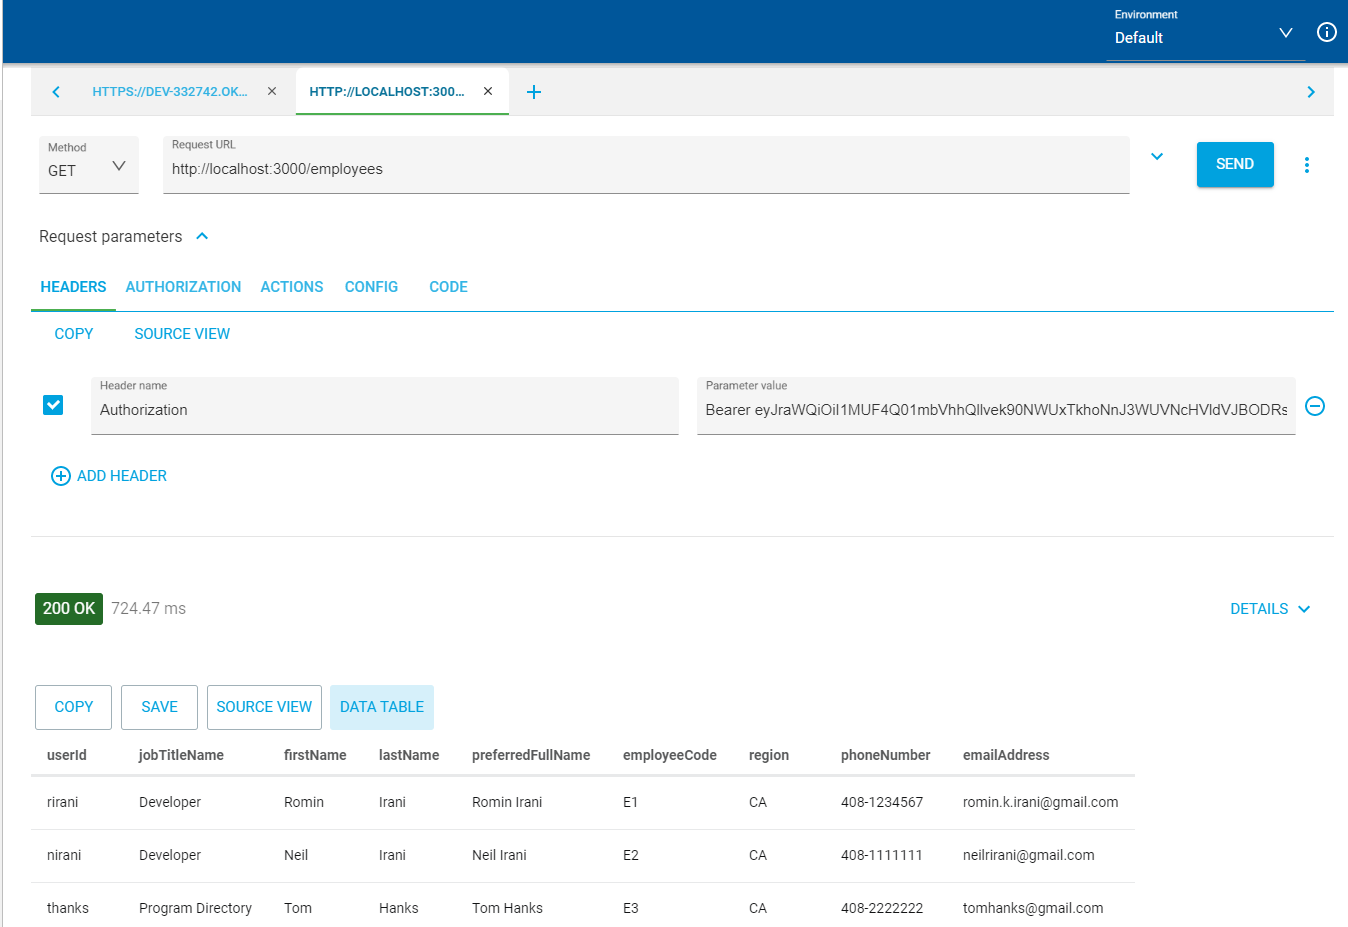 Environment
Default
HTTPS://DEV-332742.OK...
HTTP://LOCALHOST:300...
Method
GET
Request URL
http://localhost:3000/employees
SEND
Request parameters
HEADERS AUTHORIZATION ACTIONS CONFIG CODE
COPY SOURCE VIEW
Header name
Authorization
Parameter value
ADD HEADER
200 OK 724.47 ms
DETAILS
COPY SAVE SOURCE VIEW DATA TABLE
userId jobTitleName firstName lastName preferredFullName employeeCode region phoneNumber emailAddress
rirani Developer Romin Irani Romin Irani E1 CA 408-1234567 romin.k.irani@gmail.com
nirani Developer Neil Irani Neil Irani E2 CA 408-1111111 neilrirani@gmail.com
thanks Program Directory Tom Hanks Tom Hanks E3 CA 408-2222222 tomhanks@gmail.com